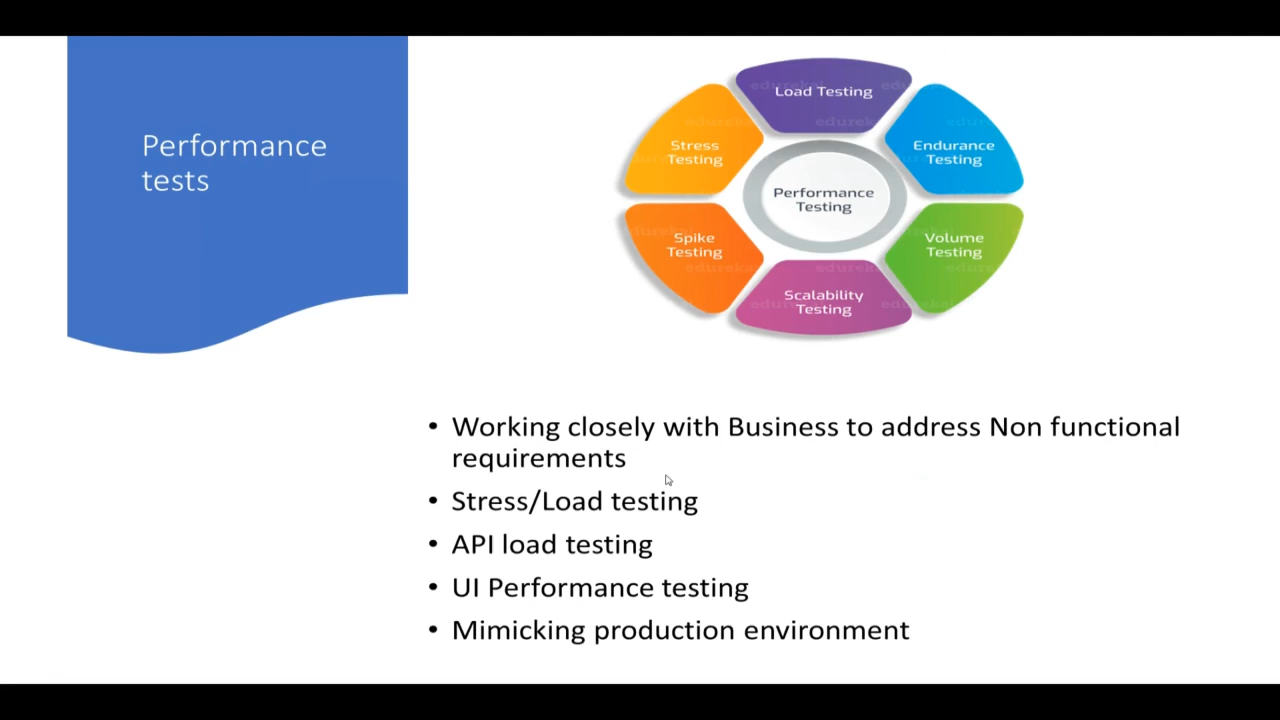 Performance
tests
Load Testing
Stress
Testing
Endurance
Testing
Performance
Testing
Spike
Testing
Volume
Testing
Scalability
Testing
• Working closely with Business to address Non functional
requirements
• Stress/Load testing
• API load testing
• UI Performance testing
• Mimicking production environment